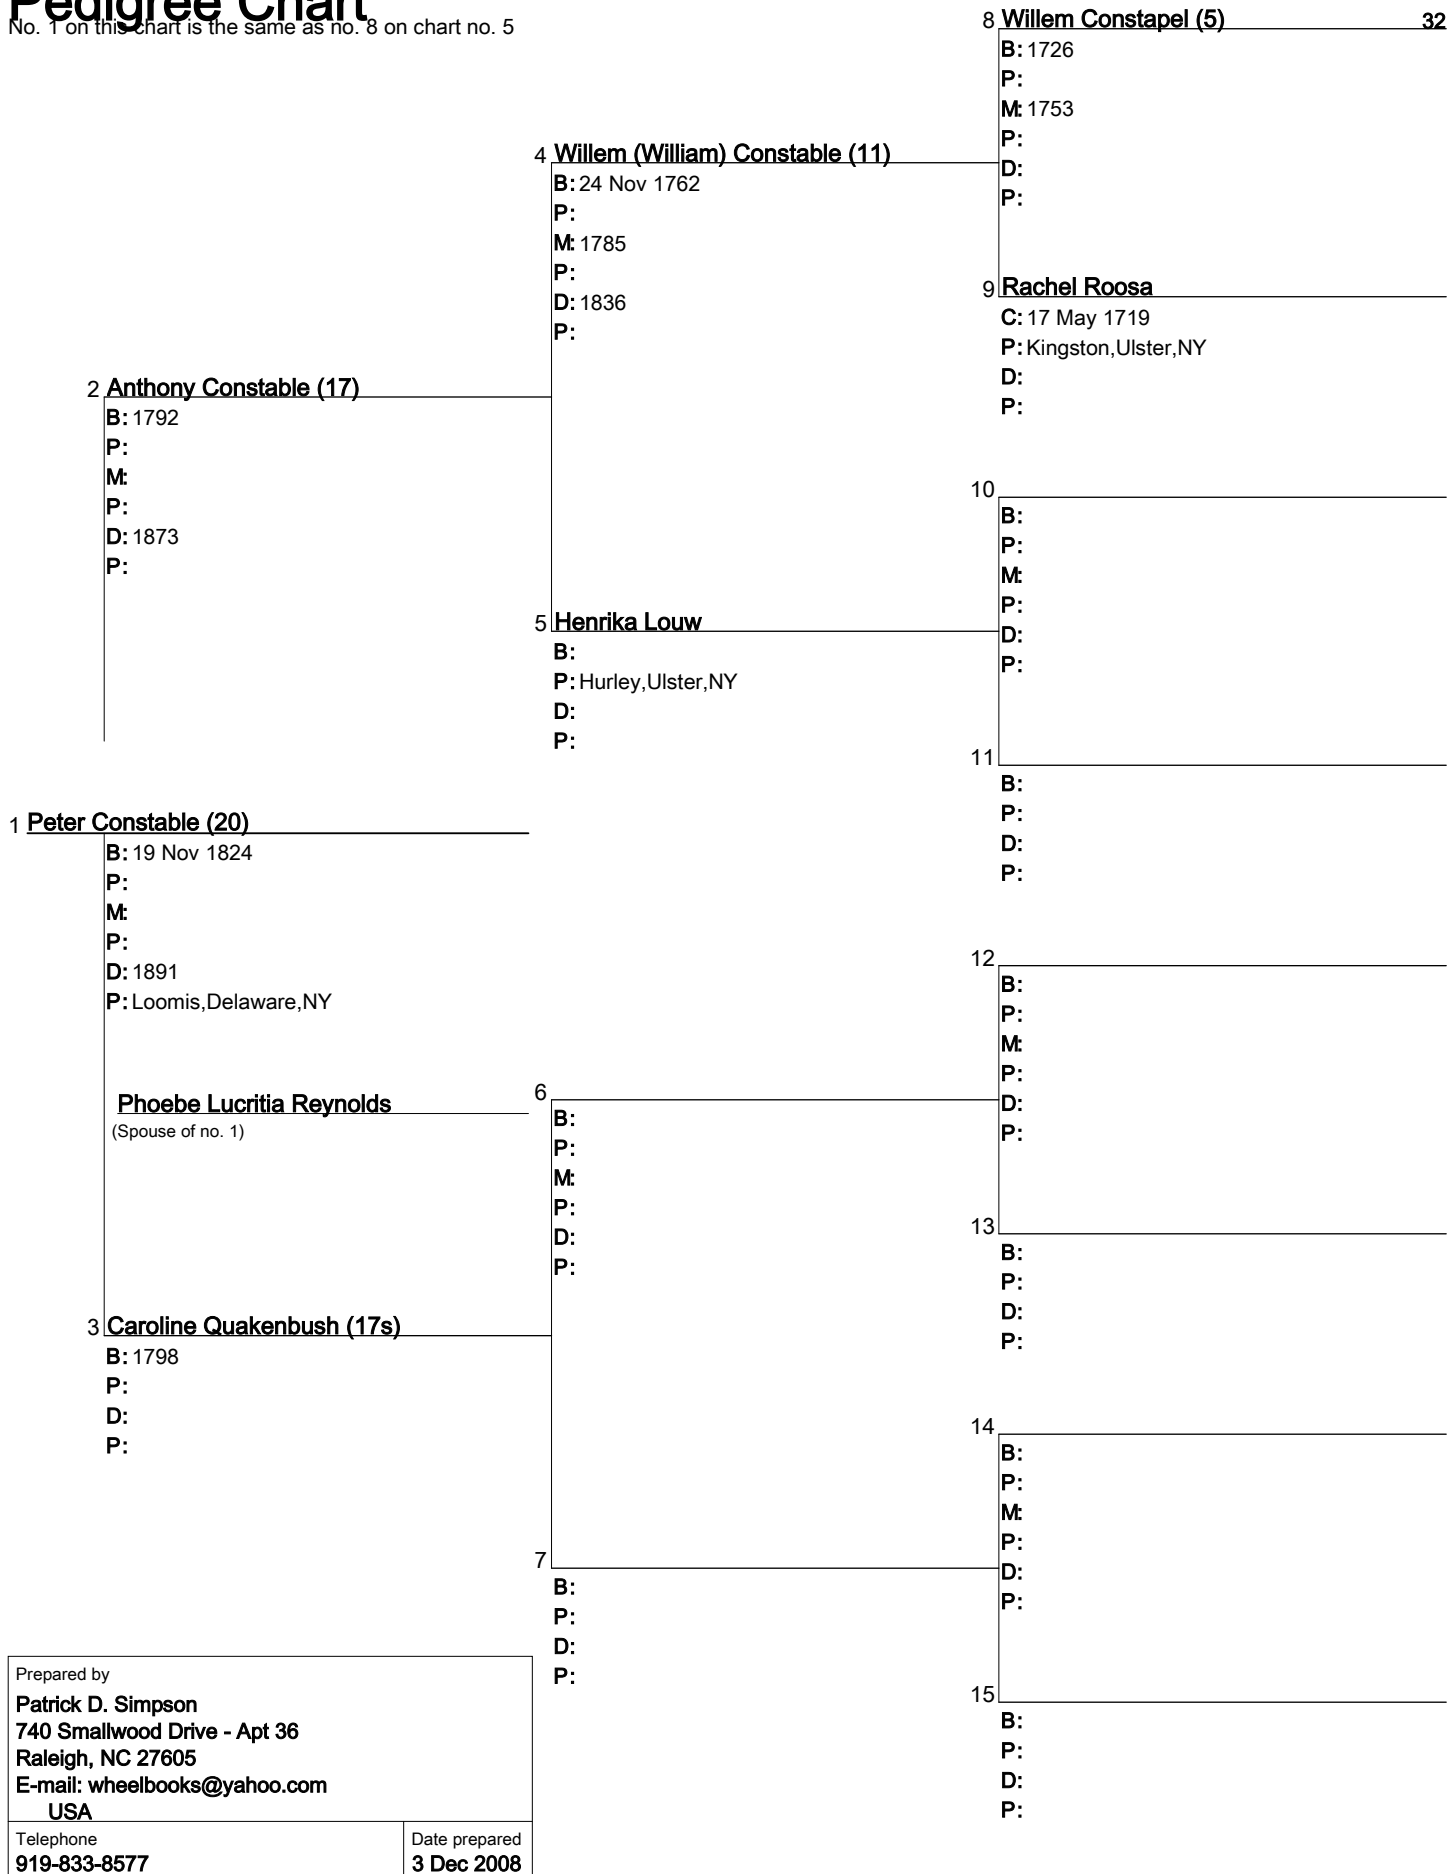 Pedigree Chart
No. 1 on this chart is the same as no. 8 on chart no. 5
8 Willem Constapel (5) 32
B: 1726
P:
M: 1753
P:
D:
P:
4 Willem (William) Constable (11)
B: 24 Nov 1762
P:
M: 1785
P:
D: 1836
P:
9 Rachel Roosa
C: 17 May 1719
P: Kingston,Ulster,NY
D:
P:
2 Anthony Constable (17)
B: 1792
P:
M:
P:
D: 1873
P:
10
B:
P:
M:
P:
D:
P:
5 Henrika Louw
B:
P: Hurley,Ulster,NY
D:
P:
11
B:
P:
D:
P:
1 Peter Constable (20)
B: 19 Nov 1824
P:
M:
P:
D: 1891
P: Loomis,Delaware,NY
Phoebe Lucritia Reynolds
(Spouse of no. 1)
12
B:
P:
M:
P:
D:
P:
6
B:
P:
M:
P:
D:
P:
13
B:
P:
D:
P:
3 Caroline Quakenbush (17s)
B: 1798
P:
D:
P:
14
B:
P:
M:
P:
D:
P:
7
B:
P:
D:
P:
15
B:
P:
D:
P:
Prepared by
Patrick D. Simpson
740 Smallwood Drive - Apt 36
Raleigh, NC 27605
E-mail: wheelbooks@yahoo.com
USA
Telephone
919-833-8577
Date prepared
3 Dec 2008